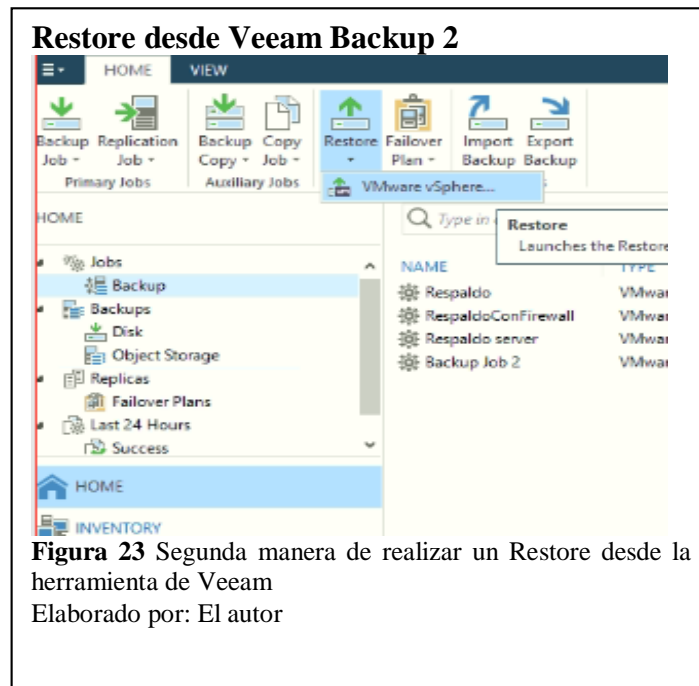 Restore desde Veeam Backup 2
HOME VIEW
Backup Job Replication Job Backup Copy Copy Job Restore Failover Plan Import Backup Export Backup
Primary Jobs Auxiliary Jobs
VMware vSphere...
HOME
Type in
Restore
Launches the Restore
Jobs
Backup
Backups
Disk
Object Storage
Replicas
Failover Plans
Last 24 Hours
Success
HOME
INVENTORY
NAME TYPE
Respaldo VMwar
RespaldoConFirewall VMwar
Respaldo server VMwar
Backup Job 2 VMwar
Figura 23 Segunda manera de realizar un Restore desde la
herramienta de Veeam
Elaborado por: El autor